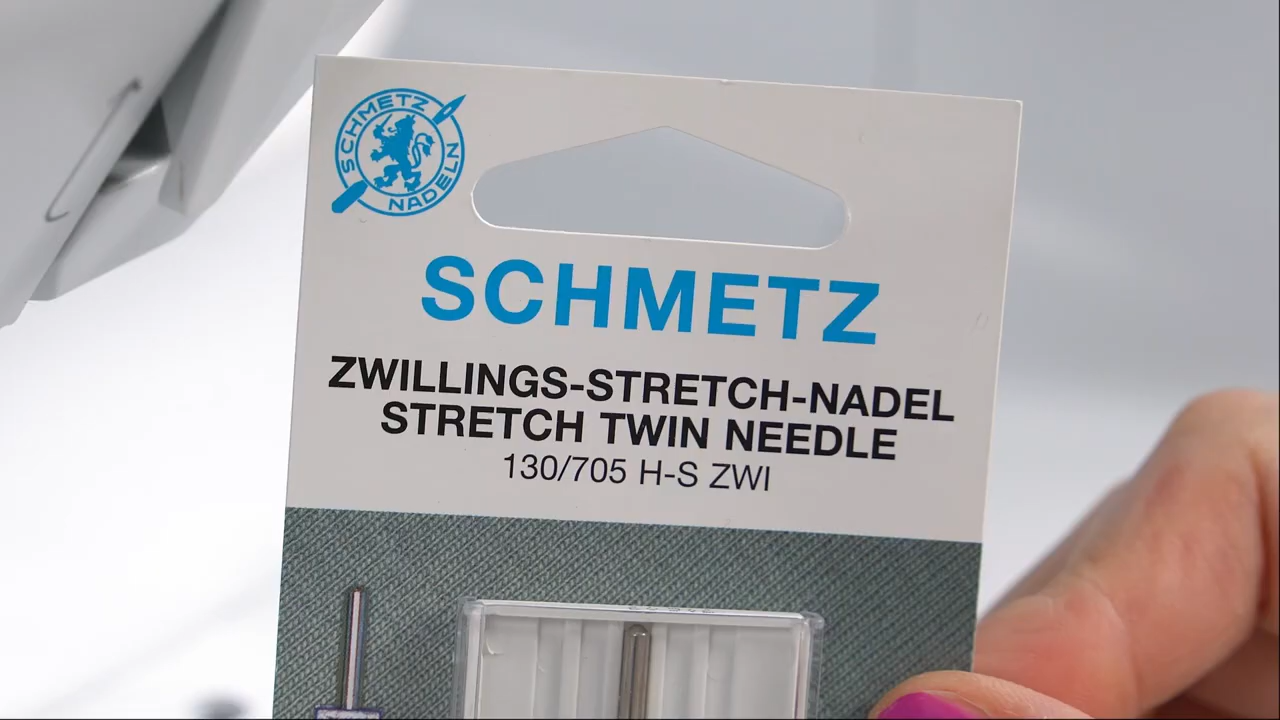 SCHMETZ
NADELN
SCHMETZ
ZWILLINGS-STRETCH-NADEL
STRETCH TWIN NEEDLE
130/705 H-S ZWI